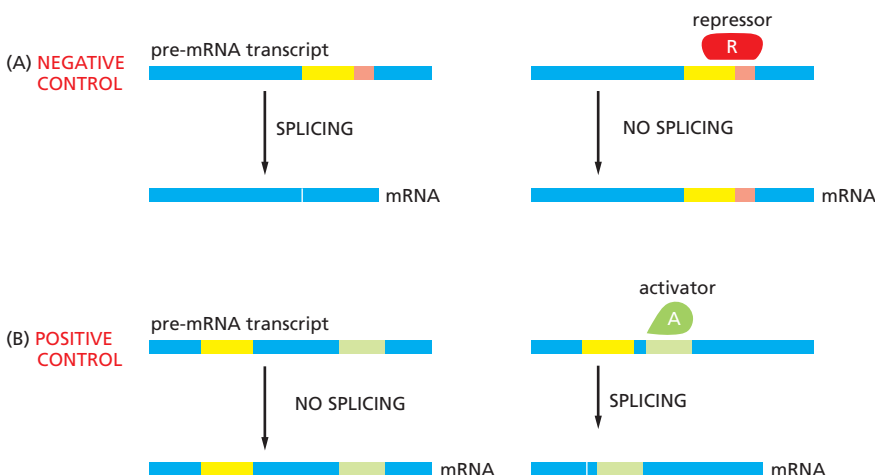 repressor
R
pre-mRNA transcript
(A) NEGATIVE
CONTROL
SPLICING
NO SPLICING
mRNA
mRNA
activator
A
pre-mRNA transcript
(B) POSITIVE
CONTROL
NO SPLICING
SPLICING
mRNA
mRNA